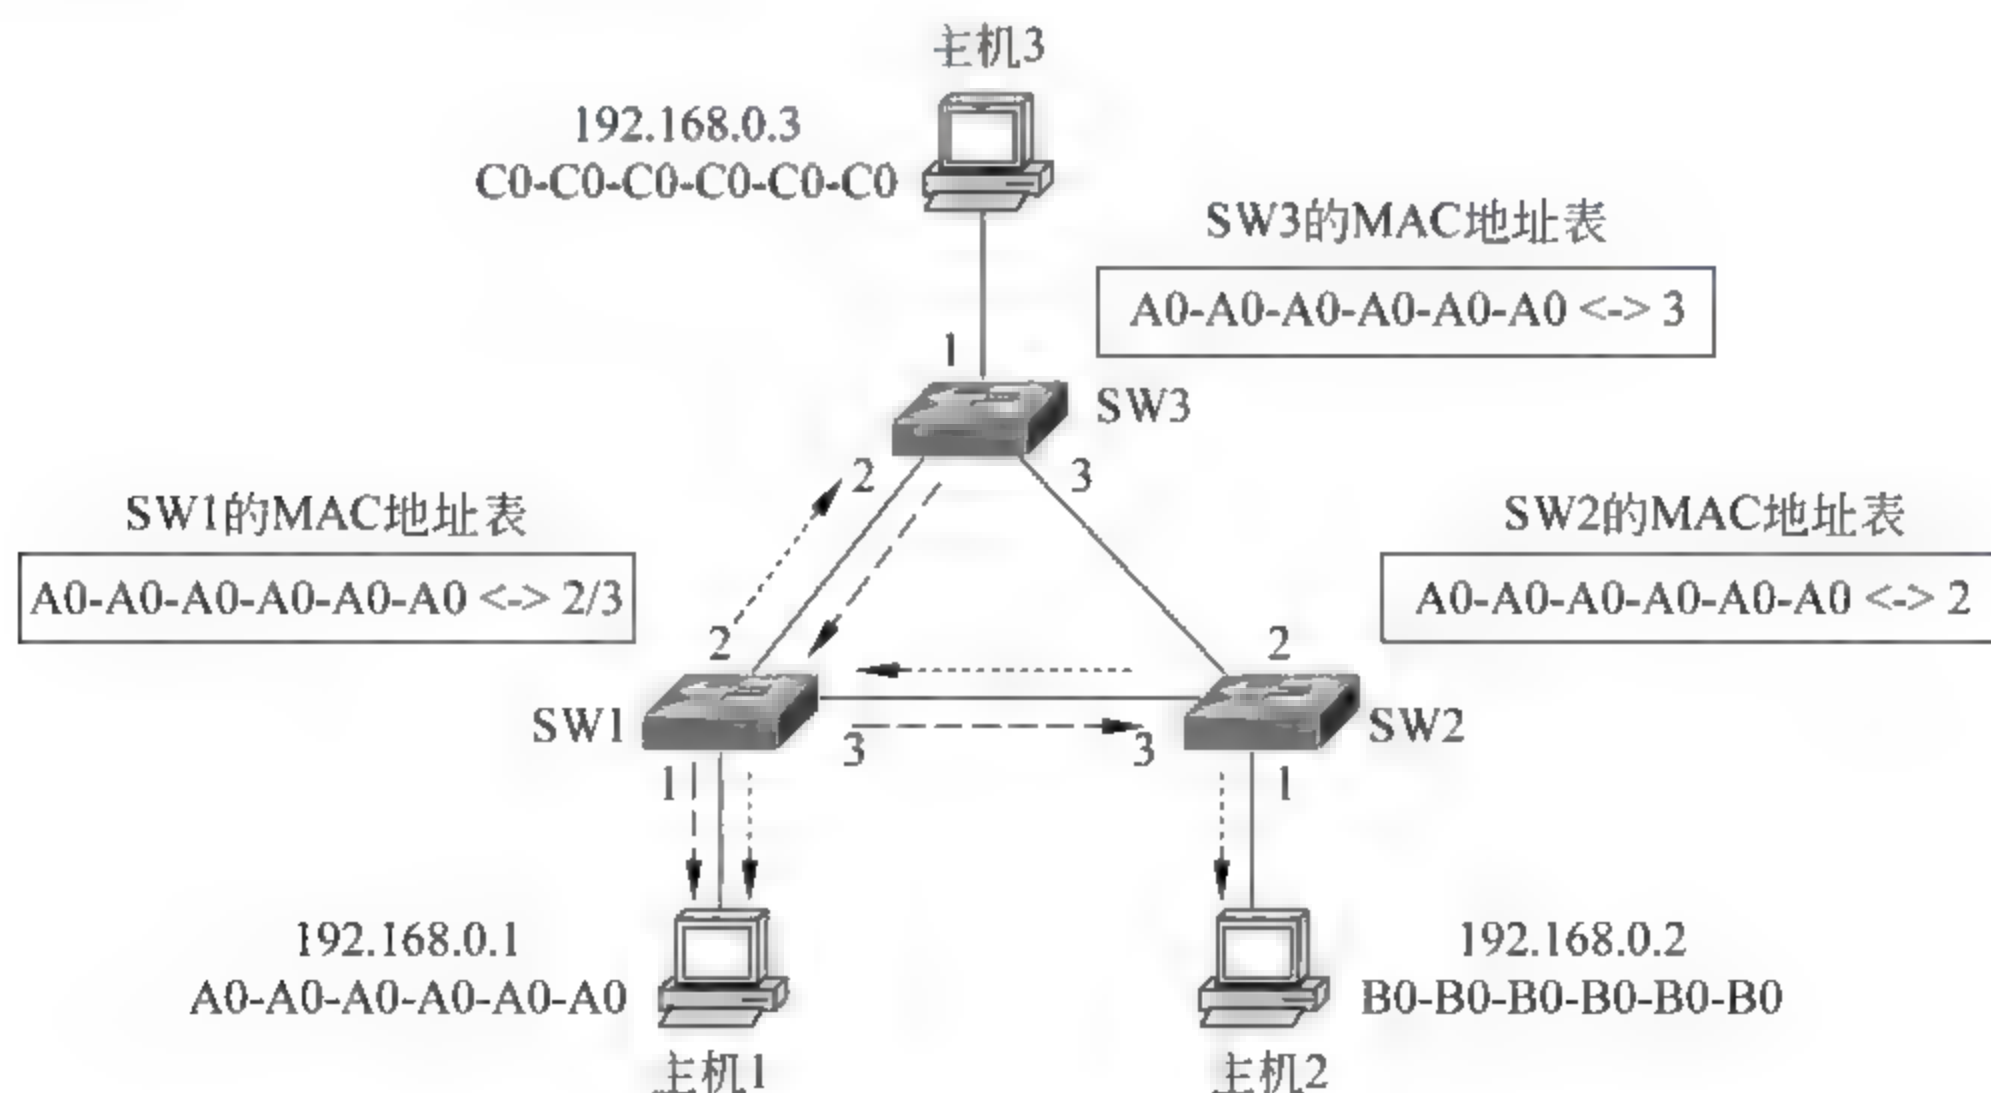 主机3
192.168.0.3
C0-C0-C0-C0-C0-C0
SW3的MAC地址表
A0-A0-A0-A0-A0-A0 <-> 3
1
SW3
2
3
SW1的MAC地址表
A0-A0-A0-A0-A0-A0 <-> 2/3
SW2的MAC地址表
A0-A0-A0-A0-A0-A0 <-> 2
2
2
SW1
3
3
SW2
1
1
192.168.0.1
A0-A0-A0-A0-A0-A0
主机1
192.168.0.2
B0-B0-B0-B0-B0-B0
主机2